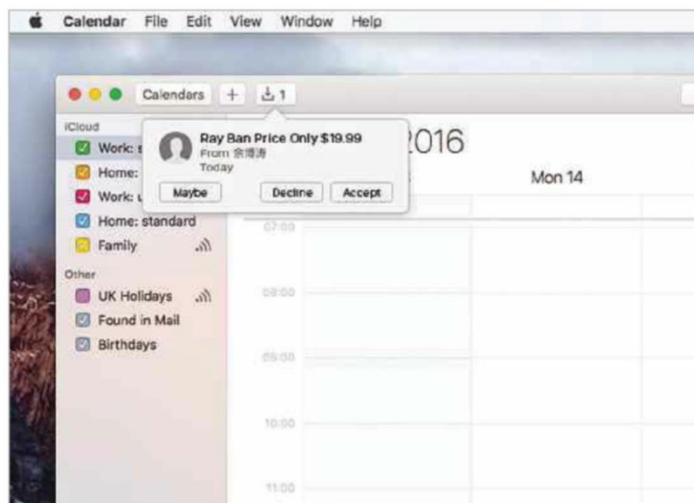 Calendar File Edit View Window Help
Calendars + 1
iCloud
Ray Ban Price Only $19.99
From 余博涛
Today
Maybe Decline Accept
2016
Mon 14
Work: s
Home:
Work: u
Home: standard
Family
Other
UK Holidays
Found in Mail
Birthdays
07:00
08:00
09:00
10:00
11:00